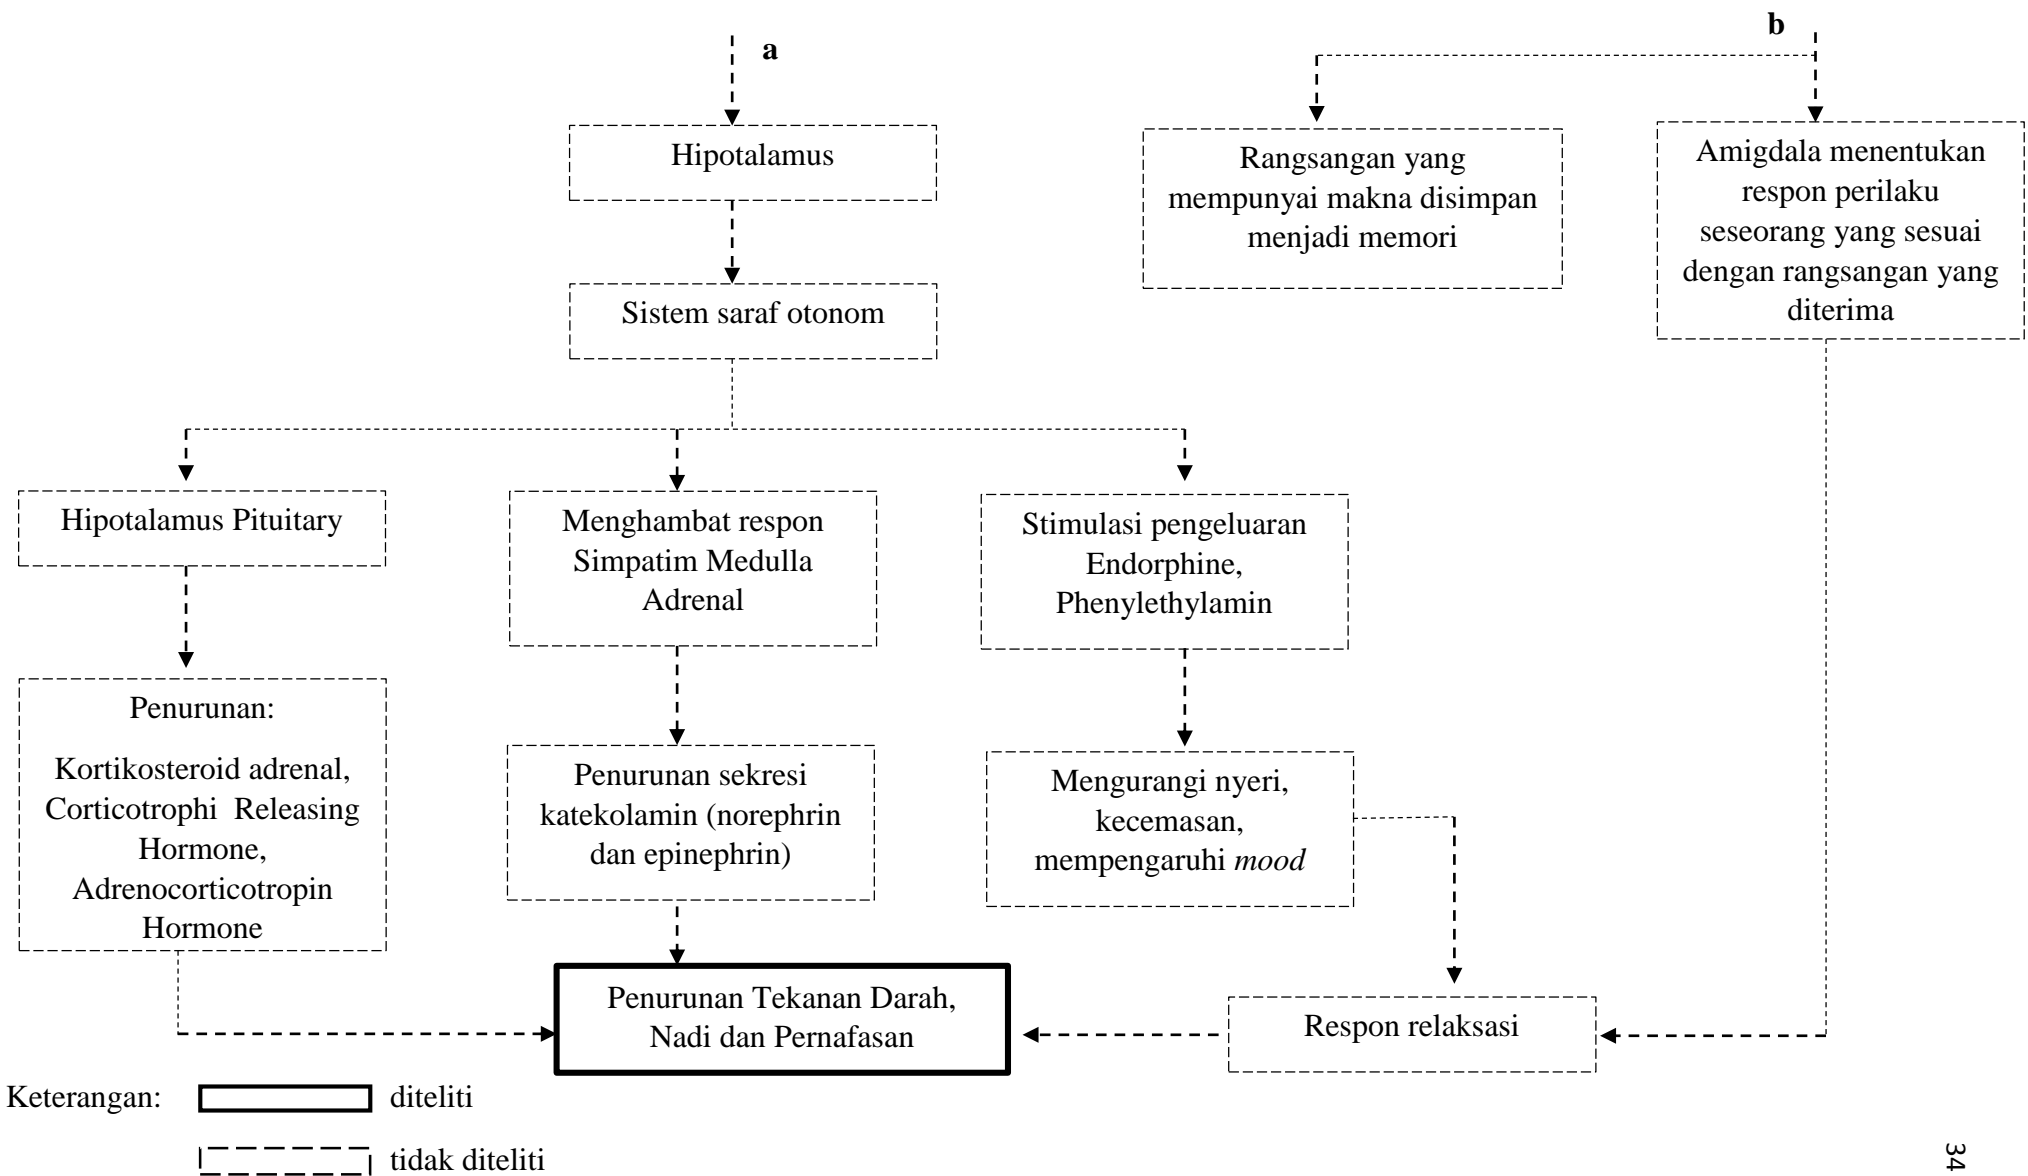 a
b
Hipotalamus
Rangsangan yang
mempunyai makna disimpan
menjadi memori
Amigdala menentukan
respon perilaku
seseorang yang sesuai
dengan rangsangan yang
diterima
Sistem saraf otonom
Hipotalamus Pituitary
Menghambat respon
Simpatim Medulla
Adrenal
Stimulasi pengeluaran
Endorphine,
Phenylethylamin
Penurunan:
Kortikosteroid adrenal,
Corticotrophi Releasing
Hormone,
Adrenocorticotropin
Hormone
Penurunan sekresi
katekolamin (norephrin
dan epinephrin)
Mengurangi nyeri,
kecemasan,
mempengaruhi mood
Penurunan Tekanan Darah,
Nadi dan Pernafasan
Respon relaksasi
Keterangan:
diteliti
tidak diteliti
34